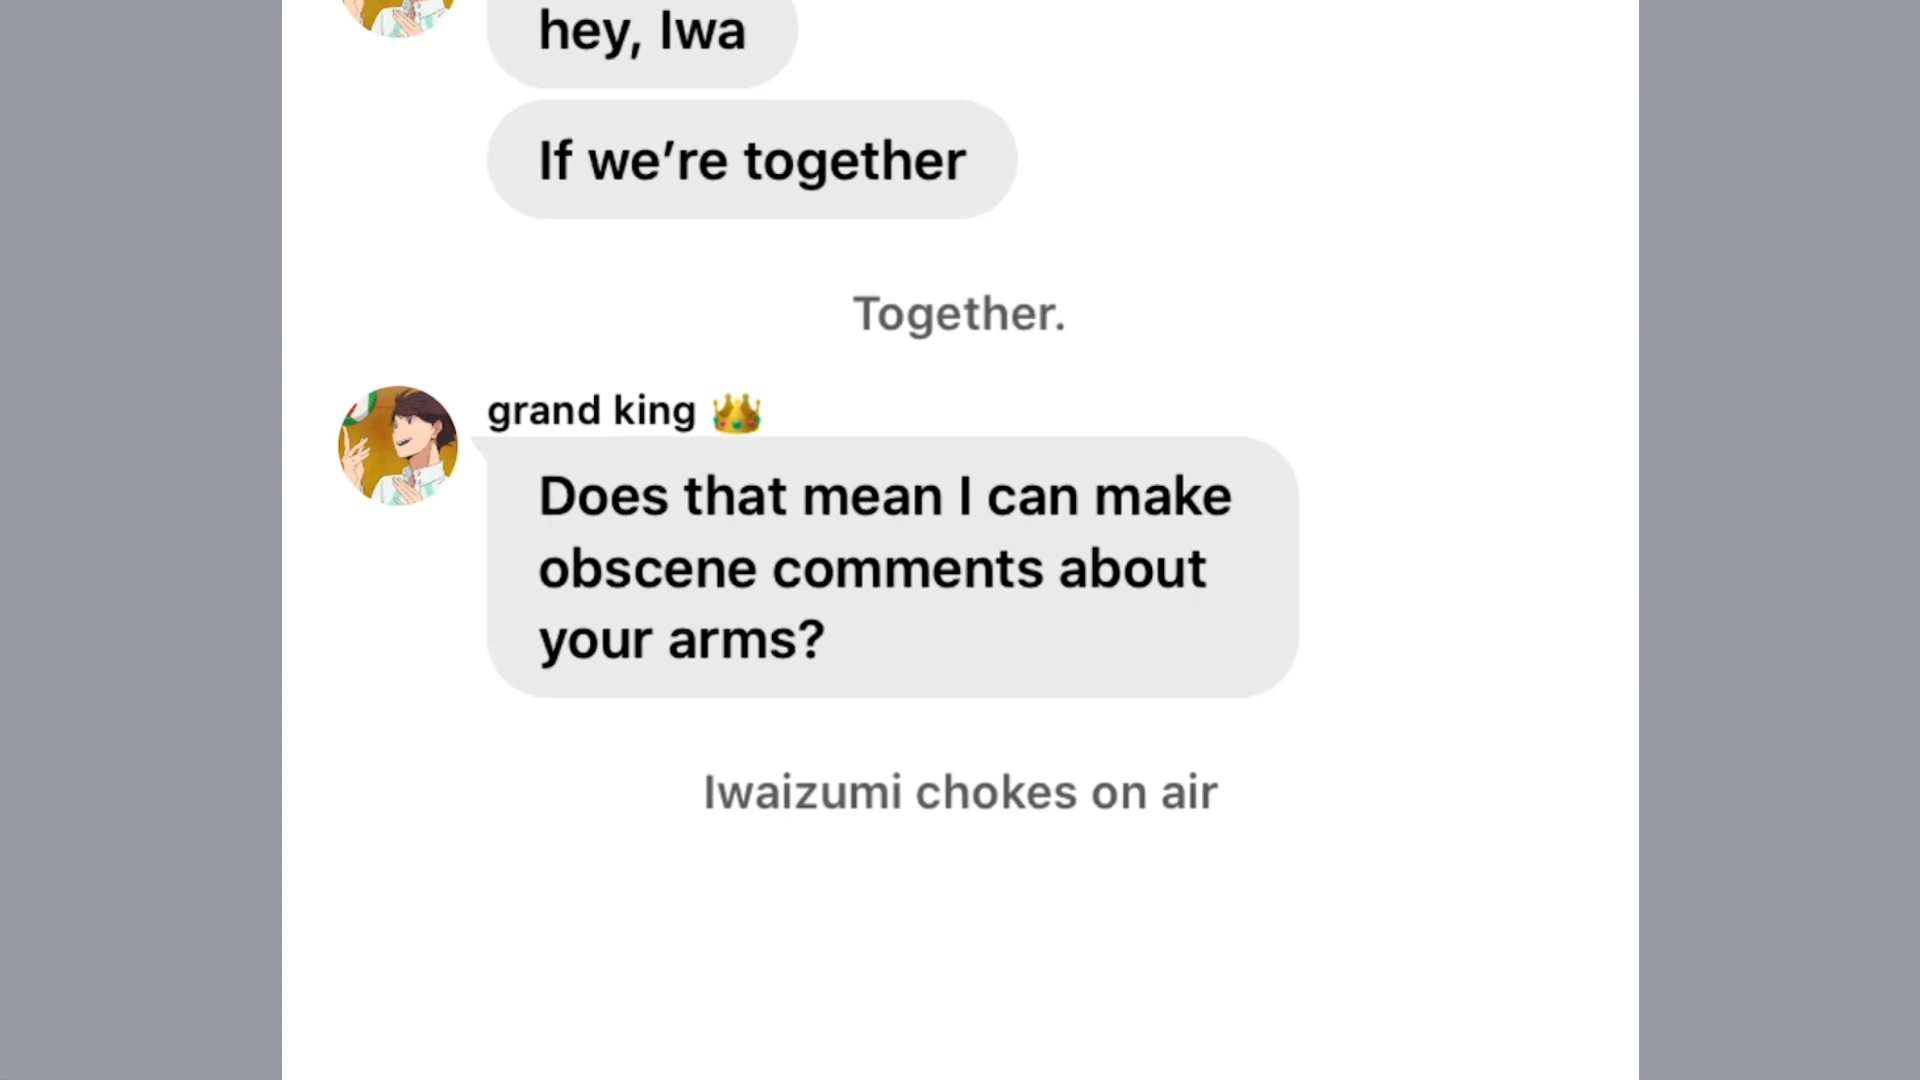 hey, Iwa
If we’re together
Together.
grand king 👑
Does that mean I can make
obscene comments about
your arms?
Iwaizumi chokes on air